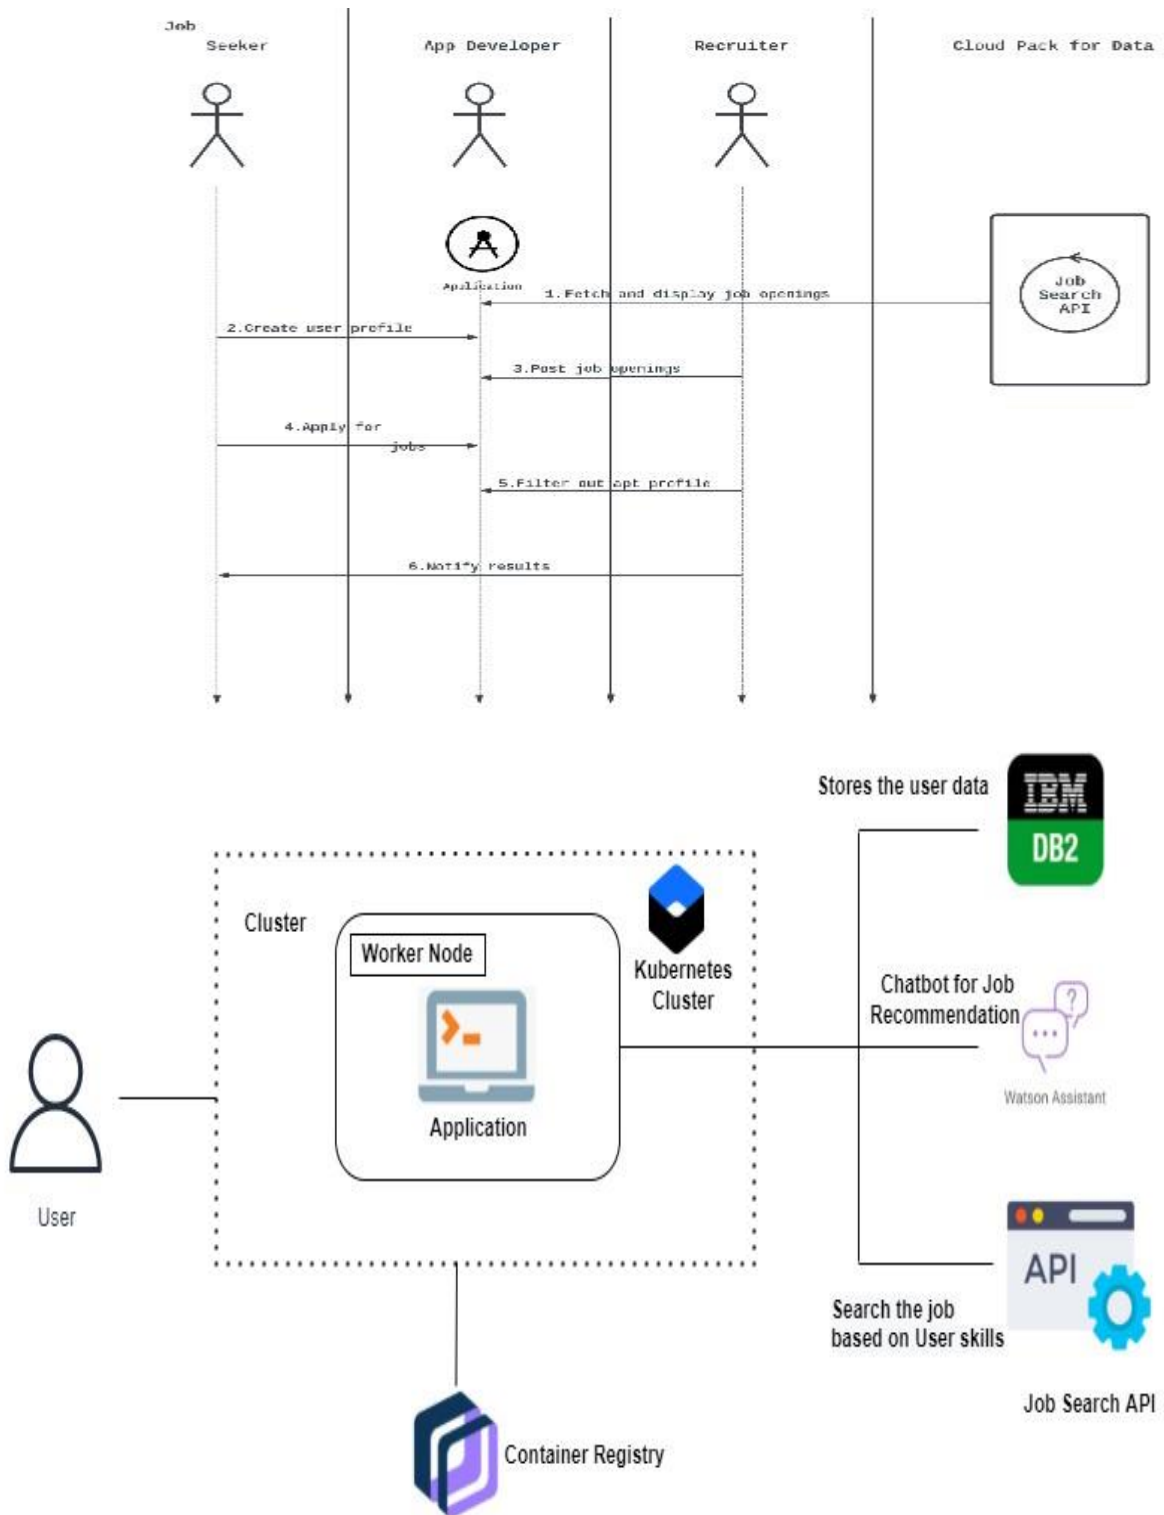 Job
Seeker
App Developer
Recruiter
Cloud Pack for Data
Application
Job
Search
API
1.Fetch and display job openings
2.Create user profile
3.Post job openings
4.Apply for
jobs
5.Filter out apt profile
6.Notify results
Stores the user data
IBM
DB2
Cluster
Worker Node
Kubernetes
Cluster
Application
Chatbot for Job
Recommendation
?
Watson Assistant
User
API
Search the job
based on User skills
Job Search API
Container Registry